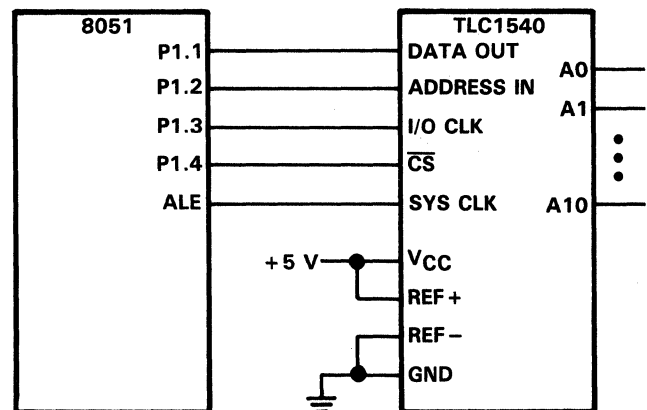 8051
P1.1
P1.2
P1.3
P1.4
ALE
+5 V
TLC1540
DATA OUT
ADDRESS IN
I/O CLK
C̅S̅
SYS CLK
VCC
REF+
REF−
GND
A0
A1
A10